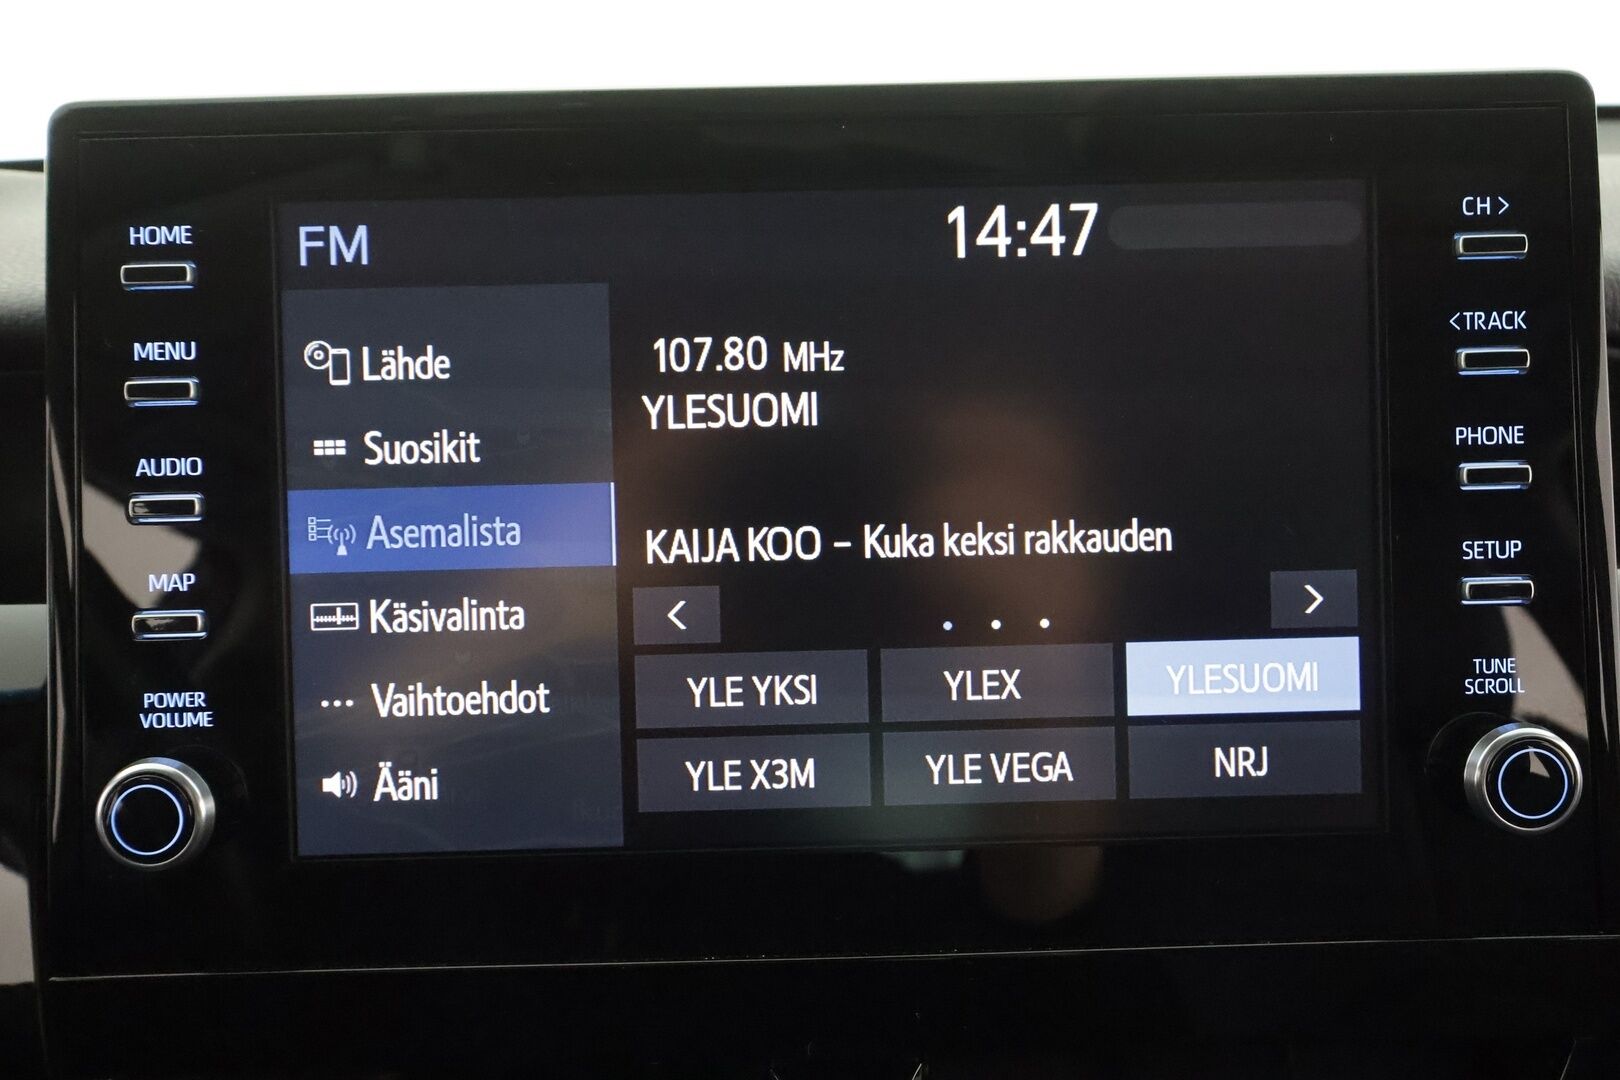 HOME
MENU
AUDIO
MAP
POWER
VOLUME
FM
14:47
Lähde
Suosikit
Asemalista
Käsivalinta
Vaihtoehdot
Ääni
107.80 MHz
YLESUOMI
KAIJA KOO – Kuka keksi rakkauden
< >
YLE YKSI YLEX YLESUOMI
YLE X3M YLE VEGA NRJ
CH >
<TRACK
PHONE
SETUP
TUNE
SCROLL